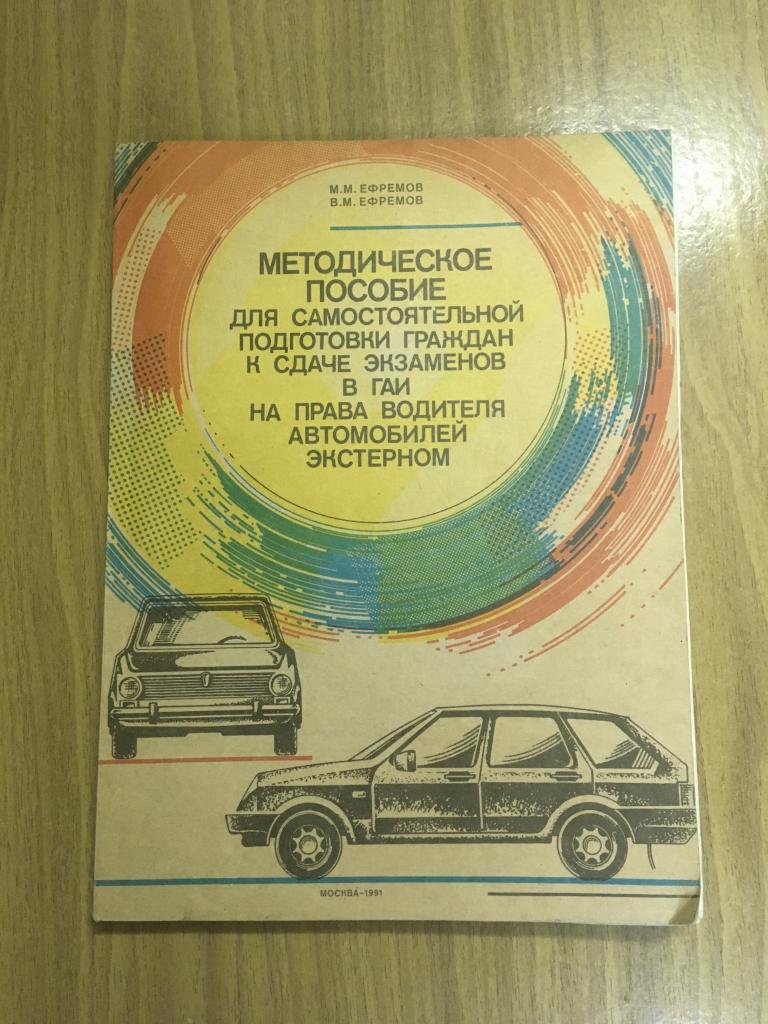 М.М. ЕФРЕМОВ
В.М. ЕФРЕМОВ
МЕТОДИЧЕСКОЕ
ПОСОБИЕ
ДЛЯ САМОСТОЯТЕЛЬНОЙ
ПОДГОТОВКИ ГРАЖДАН
К СДАЧЕ ЭКЗАМЕНОВ
В ГАИ
НА ПРАВА ВОДИТЕЛЯ
АВТОМОБИЛЕЙ
ЭКСТЕРНОМ
МОСКВА-1991